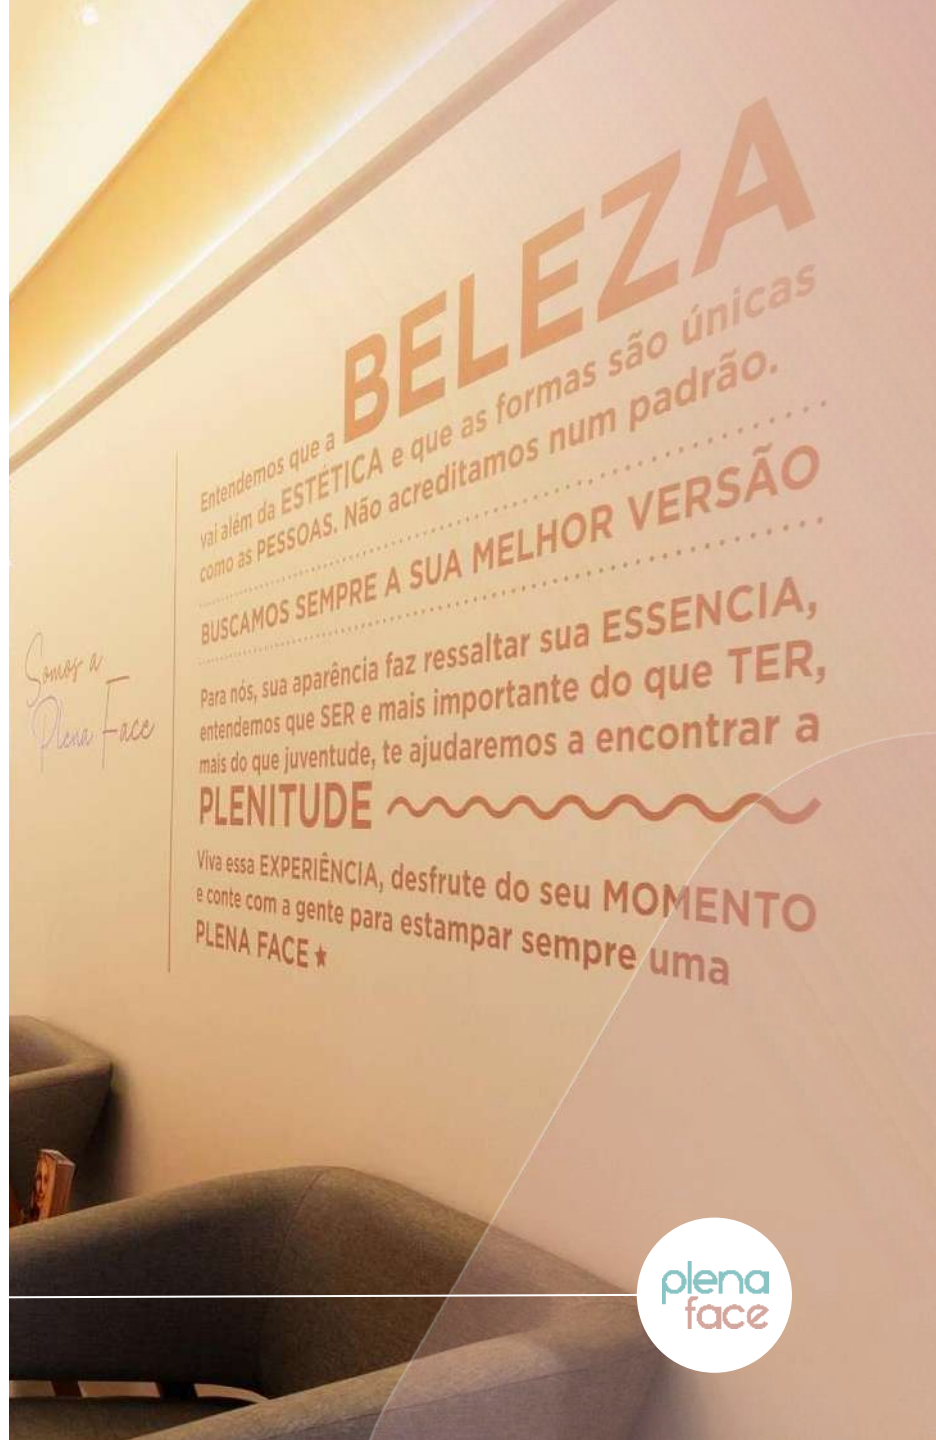 Somos a
Plena Face
Entendemos que a BELEZA
vai além da ESTÉTICA e que as formas são únicas
como as PESSOAS. Não acreditamos num padrão.
BUSCAMOS SEMPRE A SUA MELHOR VERSÃO
Para nós, sua aparência faz ressaltar sua ESSENCIA,
entendemos que SER e mais importante do que TER,
mais do que juventude, te ajudaremos a encontrar a
PLENITUDE
Viva essa EXPERIÊNCIA, desfrute do seu MOMENTO
e conte com a gente para estampar sempre uma
PLENA FACE ★
plena
face